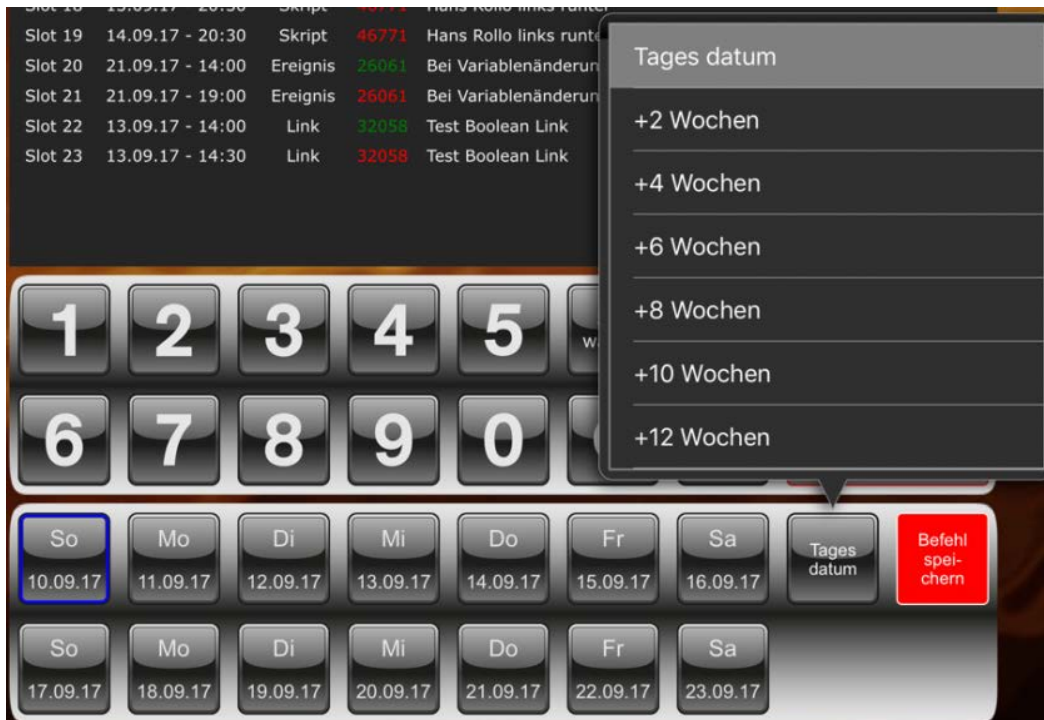 Slot 19 14.09.17 - 20:30 Skript 46771 Hans Rollo links runte
Slot 20 21.09.17 - 14:00 Ereignis 26061 Bei Variablenänderun
Slot 21 21.09.17 - 19:00 Ereignis 26061 Bei Variablenänderun
Slot 22 13.09.17 - 14:00 Link 32058 Test Boolean Link
Slot 23 13.09.17 - 14:30 Link 32058 Test Boolean Link
Tages datum
+2 Wochen
+4 Wochen
+6 Wochen
+8 Wochen
+10 Wochen
+12 Wochen
1 2 3 4 5
6 7 8 9 0
So Mo Di Mi Do Fr Sa
10.09.17 11.09.17 12.09.17 13.09.17 14.09.17 15.09.17 16.09.17
Tages
datum
Befehl
spei-
chern
So Mo Di Mi Do Fr Sa
17.09.17 18.09.17 19.09.17 20.09.17 21.09.17 22.09.17 23.09.17